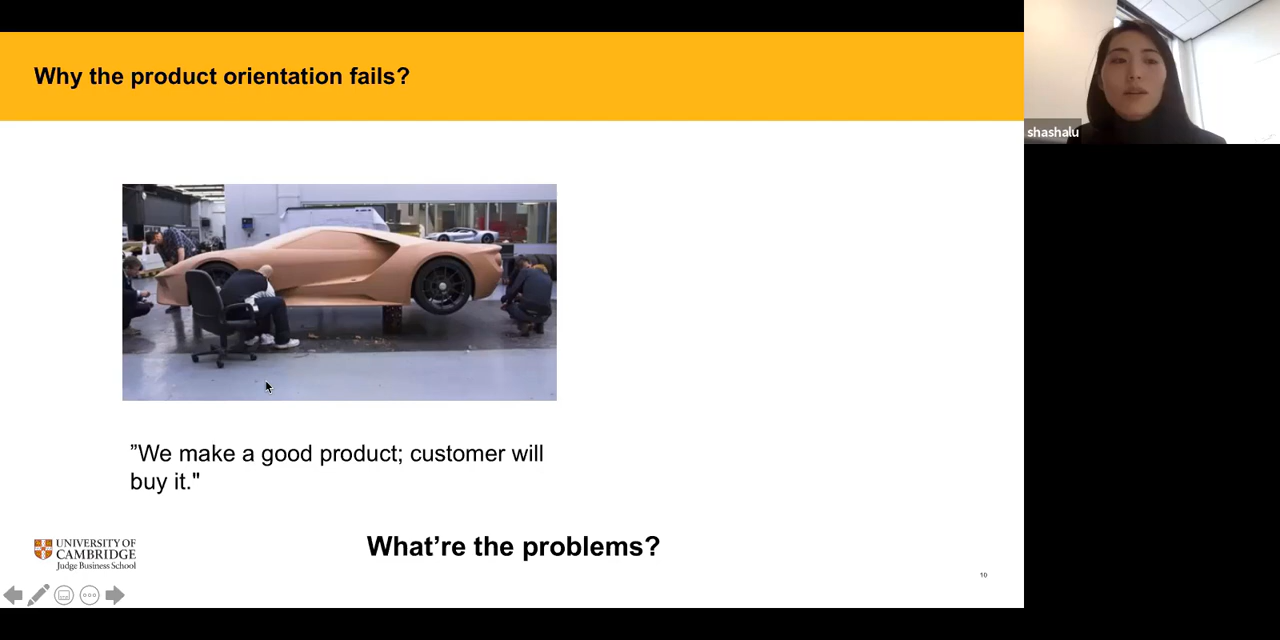 Why the product orientation fails?
shashalu
”We make a good product; customer will
buy it."
What’re the problems?
UNIVERSITY OF
CAMBRIDGE
Judge Business School
10